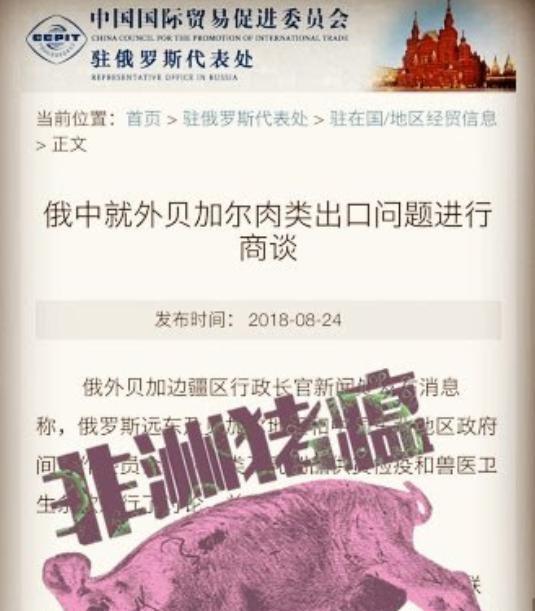 CCPIT
中国国际贸易促进委员会
CHINA COUNCIL FOR THE PROMOTION OF INTERNATIONAL TRADE
驻俄罗斯代表处
REPRESENTATIVE OFFICE IN RUSSIA
当前位置：首页 > 驻俄罗斯代表处 > 驻在国/地区经贸信息
> 正文
俄中就外贝加尔肉类出口问题进行
商谈
发布时间： 2018-08-24
俄外贝加边疆区行政长官新闻 消息
称，俄罗斯远东 地区政府
间 检疫和兽医卫
生 行了
非洲猪瘟
联